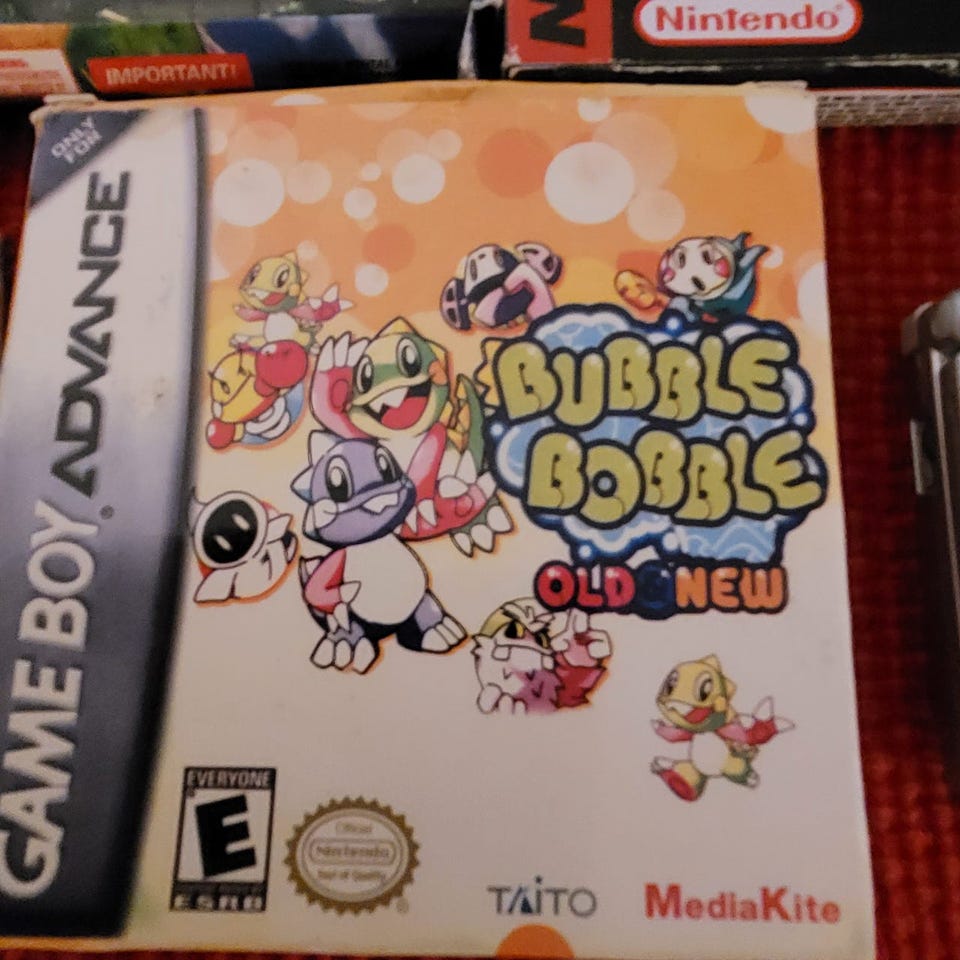 IMPORTANT!
N
Nintendo®
ONLY
FOR
GAME BOY ADVANCE
BUBBLE
BOBBLE
OLD NEW
EVERYONE
E
ESRB
Official
Nintendo
Seal of Quality
TAITO
MediaKite